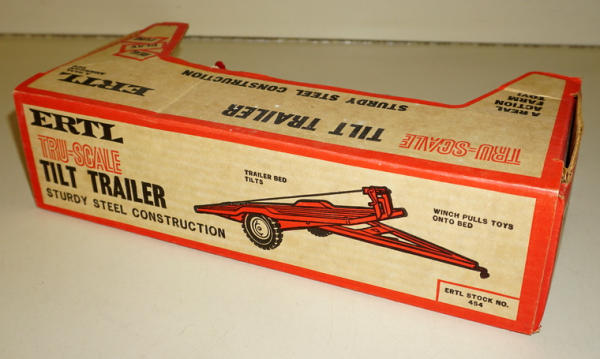 ERTL
TRU-SCALE
TILT TRAILER
STURDY STEEL CONSTRUCTION
TRAILER BED
TILTS
WINCH PULLS TOYS
ONTO BED
ERTL STOCK NO.
494
ERTL
TILT TRAILER
STURDY STEEL CONSTRUCTION
TRU-SCALE
A REAL
ACTION
FARM
TOY!